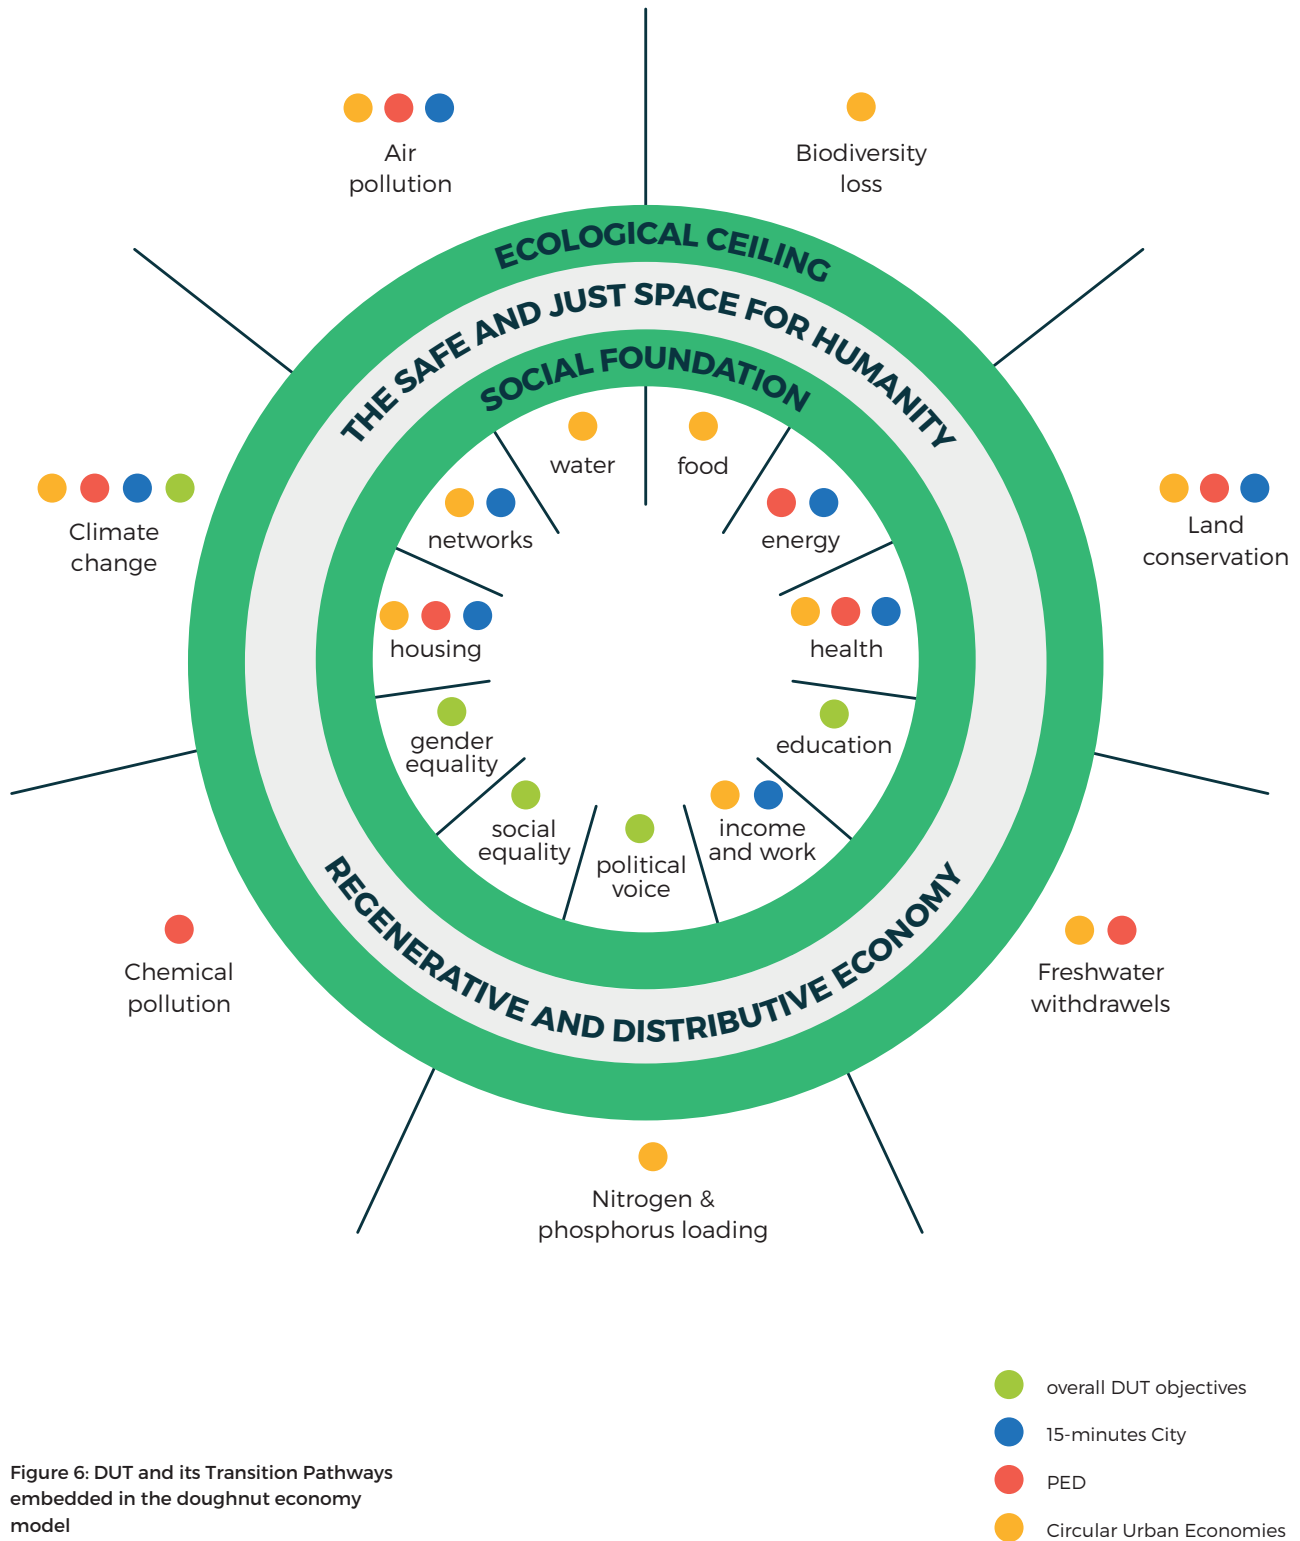 Air
pollution
Biodiversity
loss
ECOLOGICAL CEILING
THE SAFE AND JUST SPACE FOR HUMANITY
SOCIAL FOUNDATION
water
food
networks
energy
Climate
change
Land
conservation
housing
health
gender
equality
education
social
equality
political
voice
income
and work
REGENERATIVE AND DISTRIBUTIVE ECONOMY
Chemical
pollution
Freshwater
withdrawels
Nitrogen &
phosphorus loading
overall DUT objectives
15-minutes City
PED
Circular Urban Economies
Figure 6: DUT and its Transition Pathways
embedded in the doughnut economy
model